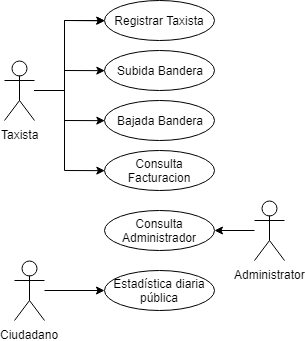 Registrar Taxista
Subida Bandera
Taxista
Bajada Bandera
Consulta
Facturacion
Consulta
Administrador
Administrator
Estadística diaria
pública
Ciudadano